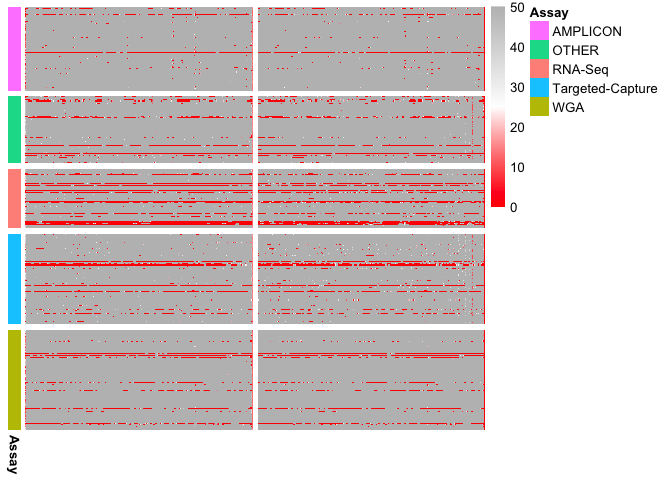 50
40
30
20
10
0
Assay
AMPLICON
OTHER
RNA-Seq
Targeted-Capture
WGA
Assay